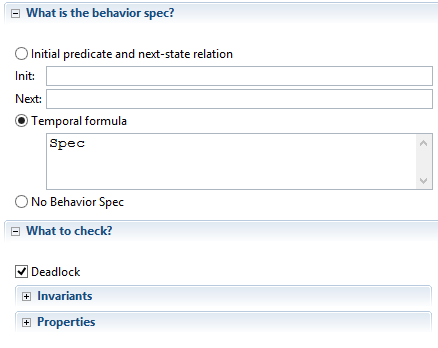 What is the behavior spec?
Initial predicate and next-state relation
Init:
Next:
Temporal formula
Spec
No Behavior Spec
What to check?
Deadlock
Invariants
Properties